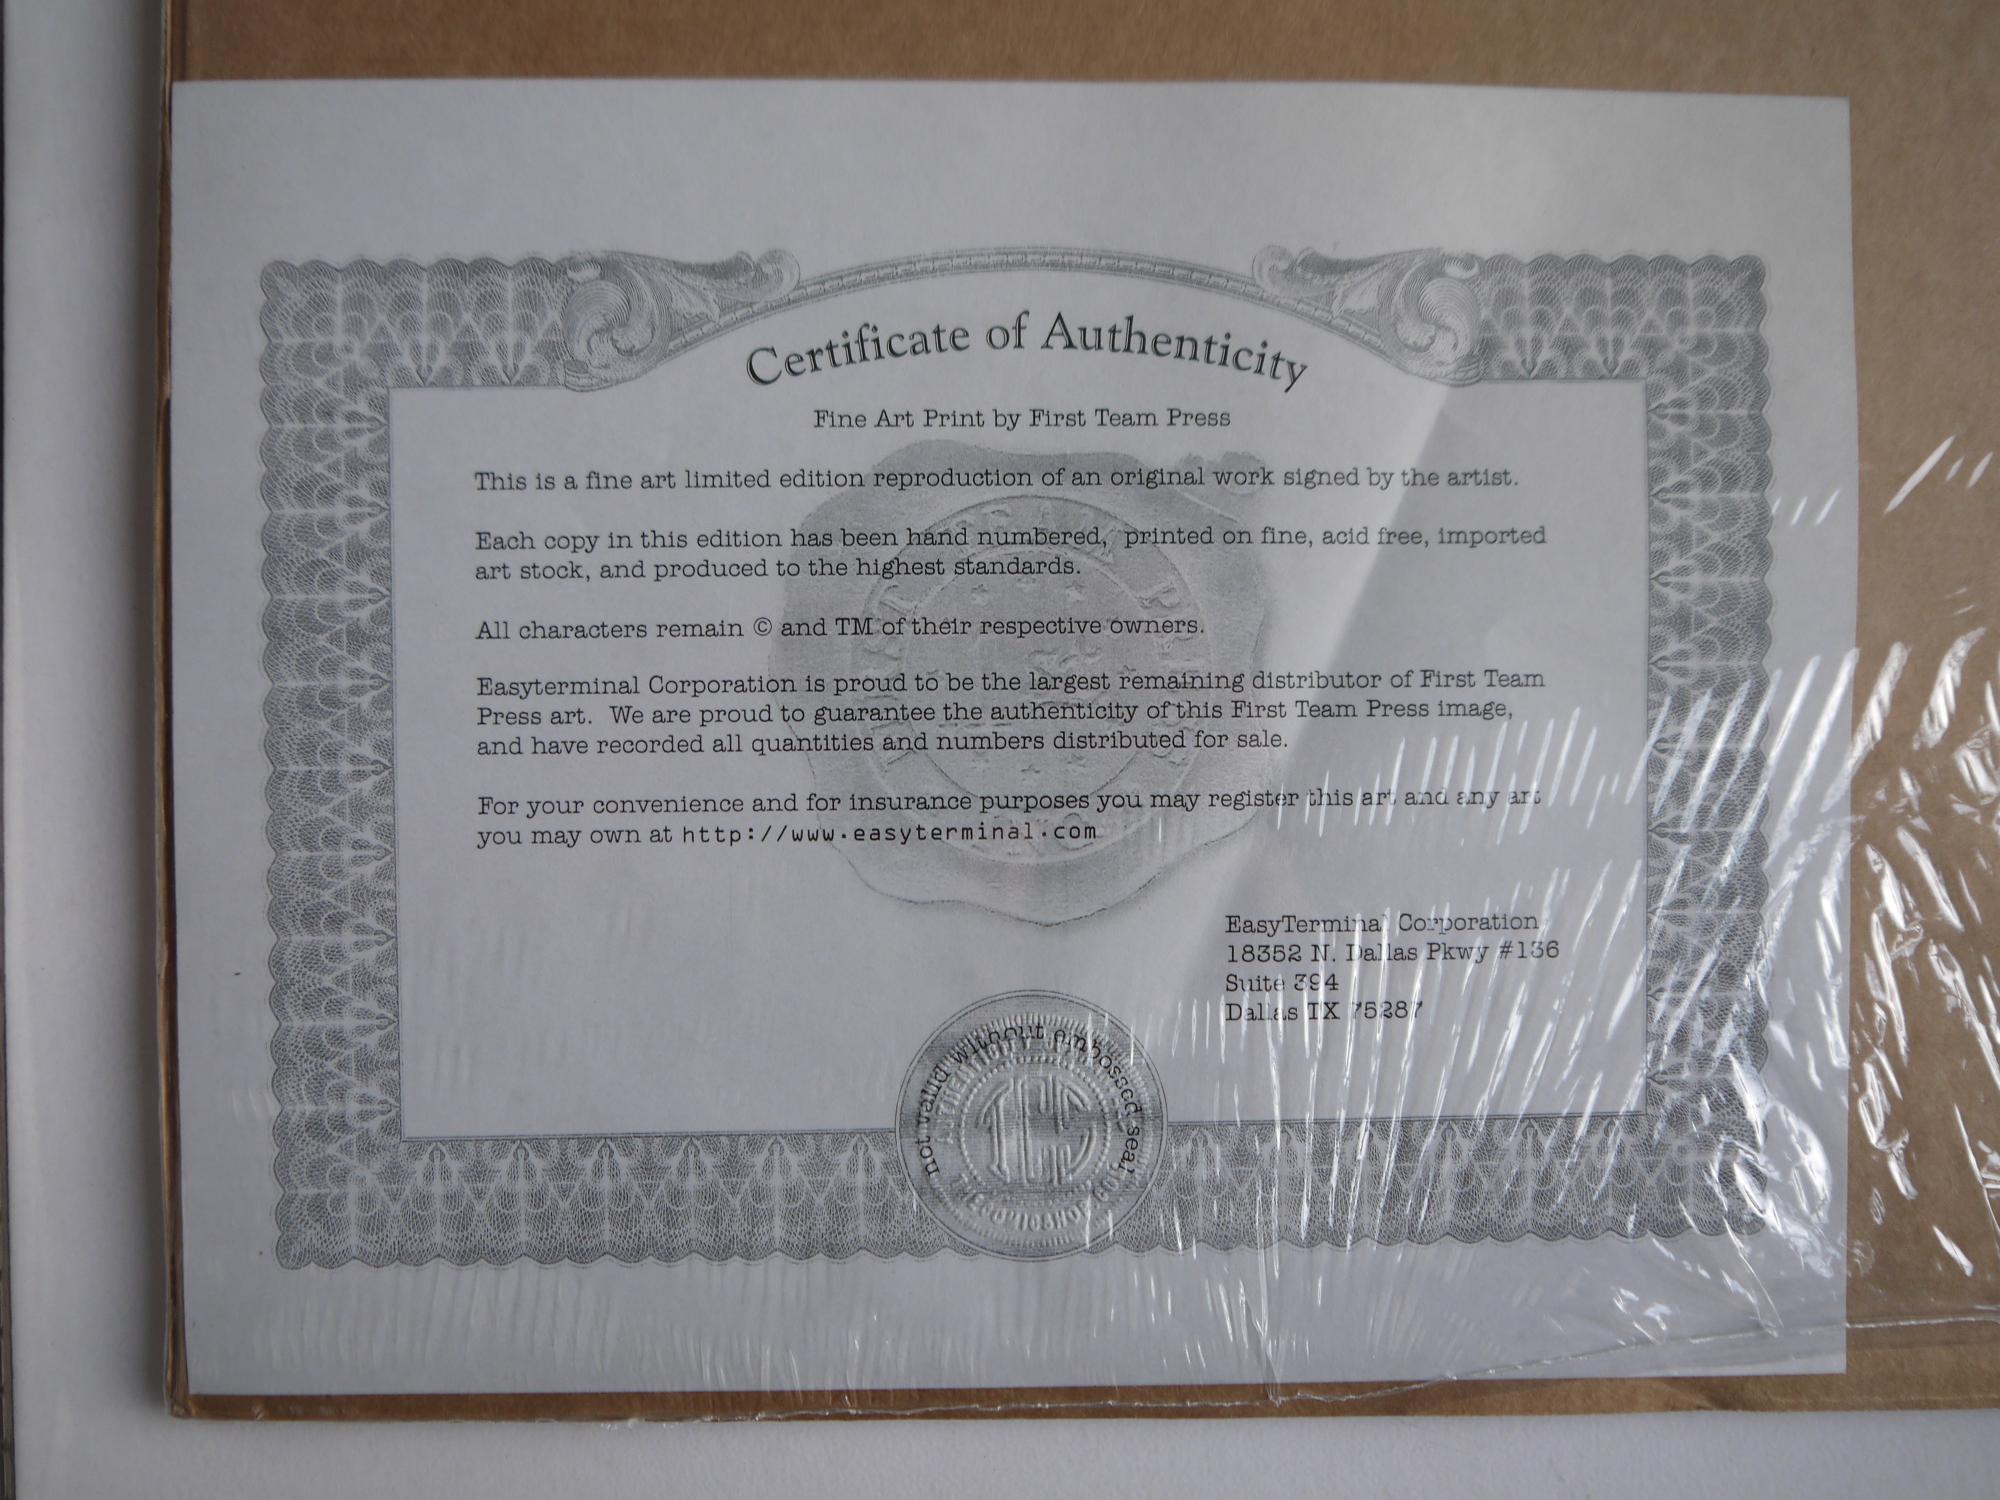 Certificate of Authenticity
Fine Art Print by First Team Press
This is a fine art limited edition reproduction of an original work signed by the artist.
Each copy in this edition has been hand numbered, printed on fine, acid free, imported
art stock, and produced to the highest standards.
All characters remain © and TM of their respective owners.
Easyterminal Corporation is proud to be the largest remaining distributor of First Team
Press art. We are proud to guarantee the authenticity of this First Team Press image,
and have recorded all quantities and numbers distributed for sale.
For your convenience and for insurance purposes you may register this art and any art
you may own at http://www.easyterminal.com
EasyTerminal Corporation
18352 N. Dallas Pkwy #136
Suite 394
Dallas TX 75287
not valid without embossed seal